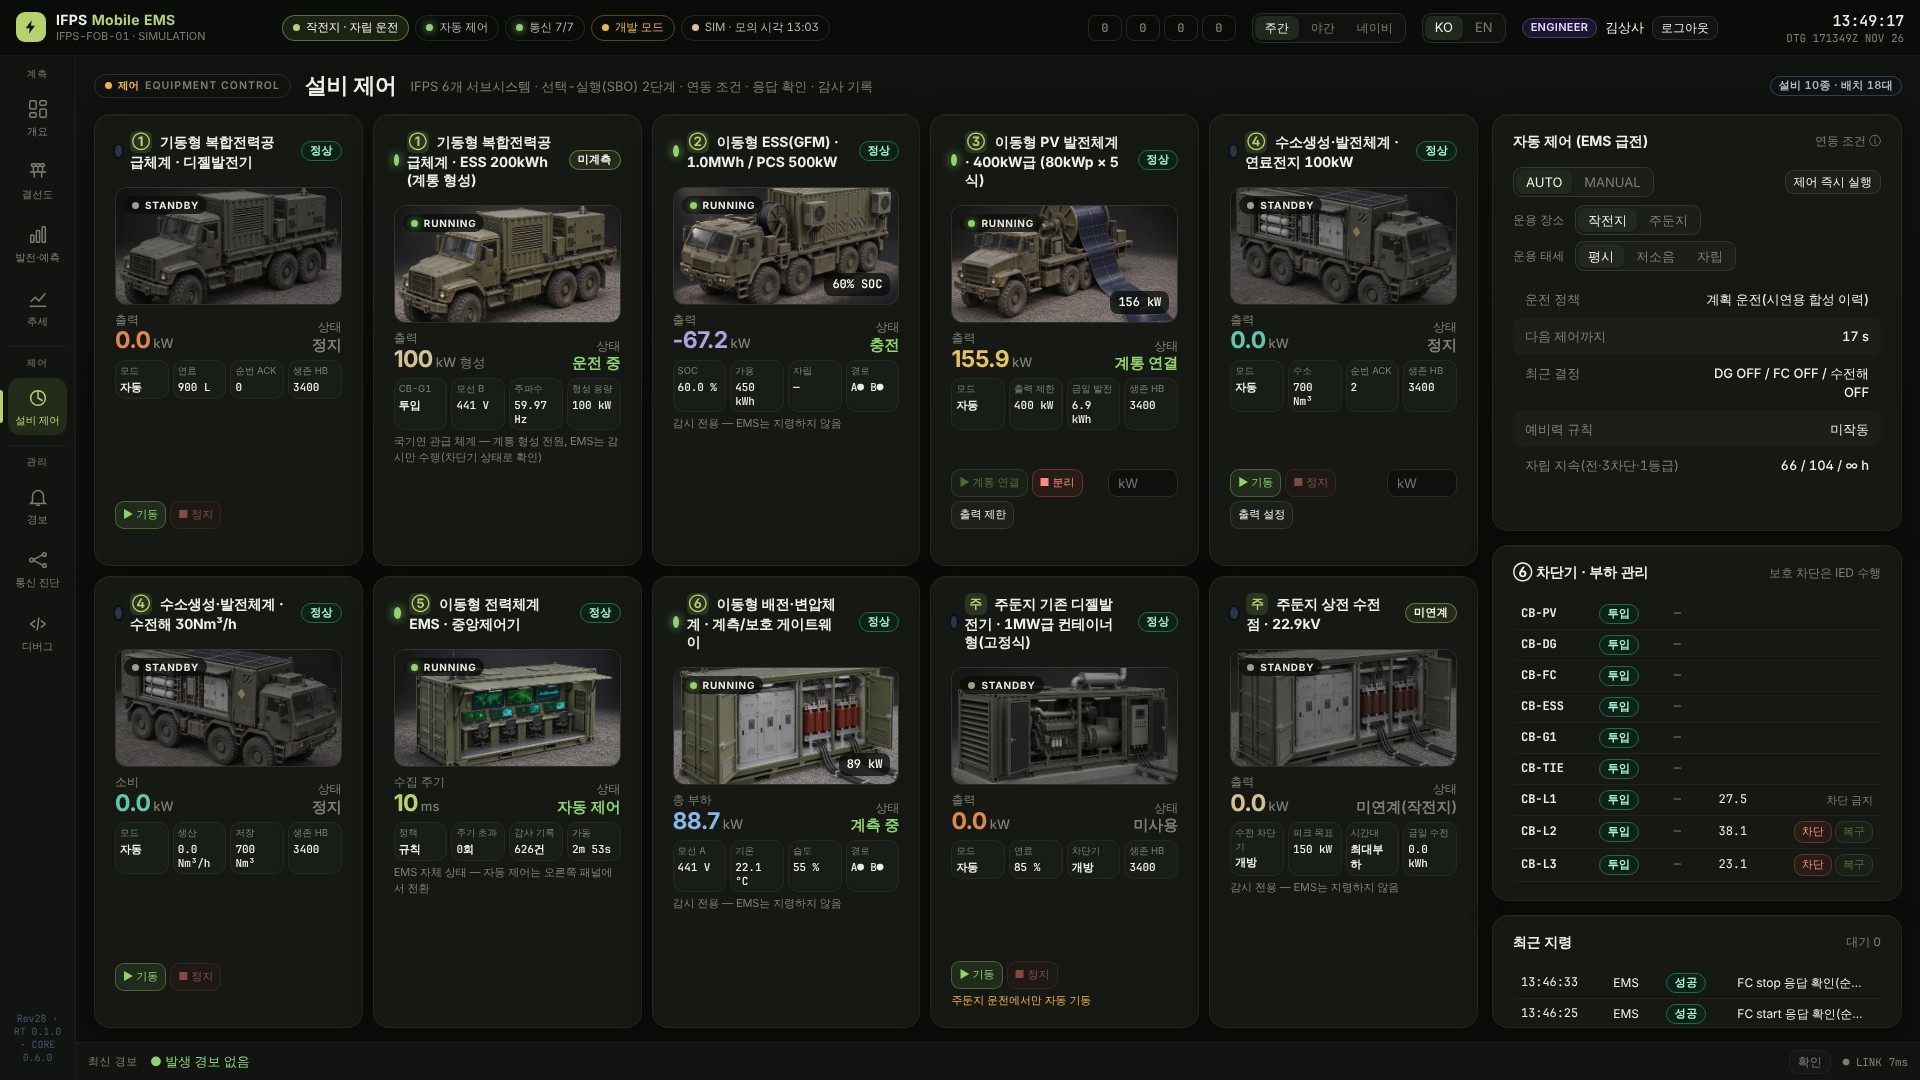 IFPS Mobile EMS
IFPS-FOB-01 · SIMULATION
작전지 · 자립 운전
자동 제어
통신 7/7
개발 모드
SIM · 모의 시각 13:03
0 0 0 0
주간 야간 네이비
KO EN
ENGINEER 김상사 로그아웃
13:49:17
DTG 171349Z NOV 26
계측
개요
결선도
발전·예측
추세
제어
설비 제어
관리
경보
통신 진단
디버그
Rev28 ·
RT 0.1.0
· CORE
0.6.0
제어 EQUIPMENT CONTROL
설비 제어
IFPS 6개 서브시스템 · 선택-실행(SBO) 2단계 · 연동 조건 · 응답 확인 · 감사 기록
설비 10종 · 배치 18대
① 기동형 복합전력공
급체계 · 디젤발전기
정상
STANDBY
출력
0.0 kW
상태
정지
모드 자동
연료 900 L
순번 ACK 0
생존 HB 3400
▶ 기동
■ 정지
① 기동형 복합전력공
급체계 · ESS 200kWh
(계통 형성)
미계측
RUNNING
출력
100 kW 형성
상태
운전 중
CB-G1 투입
모선 B 441 V
주파수 59.97 Hz
형성 용량 100 kW
국기연 관급 체계 — 계통 형성 전원, EMS는 감
시만 수행(차단기 상태로 확인)
② 이동형 ESS(GFM) ·
1.0MWh / PCS 500kW
정상
RUNNING
60% SOC
출력
-67.2 kW
상태
충전
SOC 60.0 %
가용 450 kWh
자립 —
경로 A● B●
감시 전용 — EMS는 지령하지 않음
③ 이동형 PV 발전체계
· 400kW급 (80kWp × 5
식)
정상
RUNNING
156 kW
출력
155.9 kW
상태
계통 연결
모드 자동
출력 제한 400 kW
금일 발전 6.9 kWh
생존 HB 3400
▶ 계통 연결
■ 분리
kW
출력 제한
④ 수소생성·발전체계 ·
연료전지 100kW
정상
STANDBY
출력
0.0 kW
상태
정지
모드 자동
수소 700 Nm³
순번 ACK 2
생존 HB 3400
▶ 기동
■ 정지
kW
출력 설정
④ 수소생성·발전체계 ·
수전해 30Nm³/h
정상
STANDBY
소비
0.0 kW
상태
정지
모드 자동
생산 0.0 Nm³/h
저장 700 Nm³
생존 HB 3400
▶ 기동
■ 정지
⑤ 이동형 전력체계
EMS · 중앙제어기
정상
RUNNING
수집 주기
10 ms
상태
자동 제어
정책 규칙
주기 초과 0회
감사 기록 626건
가동 2m 53s
EMS 자체 상태 — 자동 제어는 오른쪽 패널에
서 전환
⑥ 이동형 배전·변압체
계 · 계측/보호 게이트웨
이
정상
RUNNING
89 kW
총 부하
88.7 kW
상태
계측 중
모선 A 441 V
기온 22.1 °C
습도 55 %
경로 A● B●
감시 전용 — EMS는 지령하지 않음
주 주둔지 기존 디젤발
전기 · 1MW급 컨테이너
형(고정식)
정상
STANDBY
출력
0.0 kW
상태
미사용
모드 자동
연료 85 %
차단기 개방
생존 HB 3400
▶ 기동
■ 정지
주둔지 운전에서만 자동 기동
주 주둔지 상전 수전
점 · 22.9kV
미연계
STANDBY
출력
0.0 kW
상태
미연계(작전지)
수전 차단기 개방
피크 목표 150 kW
시간대 최대부하
금일 수전 0.0 kWh
감시 전용 — EMS는 지령하지 않음
자동 제어 (EMS 급전)
연동 조건 ⓘ
AUTO MANUAL
제어 즉시 실행
운용 장소 작전지 주둔지
운용 태세 평시 저소음 자립
운전 정책 계획 운전(시연용 합성 이력)
다음 제어까지 17 s
최근 결정 DG OFF / FC OFF / 수전해
OFF
예비력 규칙 미작동
자립 지속(전·3차단·1등급) 66 / 104 / ∞ h
⑥ 차단기 · 부하 관리
보호 차단은 IED 수행
CB-PV 투입 —
CB-DG 투입 —
CB-FC 투입 —
CB-ESS 투입 —
CB-G1 투입 —
CB-TIE 투입 —
CB-L1 투입 — 27.5 차단 금지
CB-L2 투입 — 38.1 차단 복구
CB-L3 투입 — 23.1 차단 복구
최근 지령
대기 0
13:46:33 EMS 성공 FC stop 응답 확인(순...
13:46:25 EMS 성공 FC start 응답 확인(순...
최신 경보 발생 경보 없음
확인
LINK 7ms